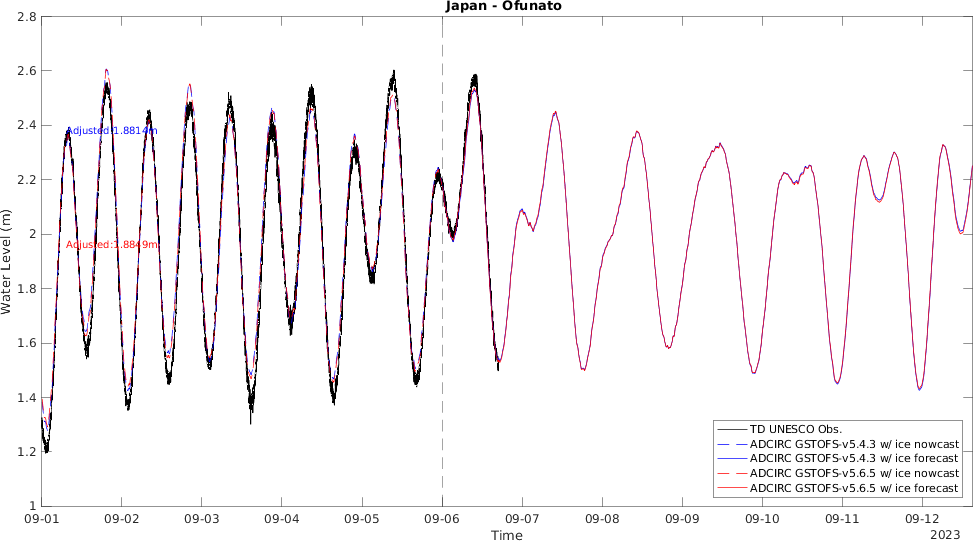 Japan - Ofunato
2.8
2.6
2.4
2.2
2
1.8
1.6
1.4
1.2
1
Water Level (m)
Adjusted:1.8814m
Adjusted:1.8849m
TD UNESCO Obs.
ADCIRC GSTOFS-v5.4.3 w/ ice nowcast
ADCIRC GSTOFS-v5.4.3 w/ ice forecast
ADCIRC GSTOFS-v5.6.5 w/ ice nowcast
ADCIRC GSTOFS-v5.6.5 w/ ice forecast
09-01 09-02 09-03 09-04 09-05 09-06 09-07 09-08 09-09 09-10 09-11 09-12
Time
2023